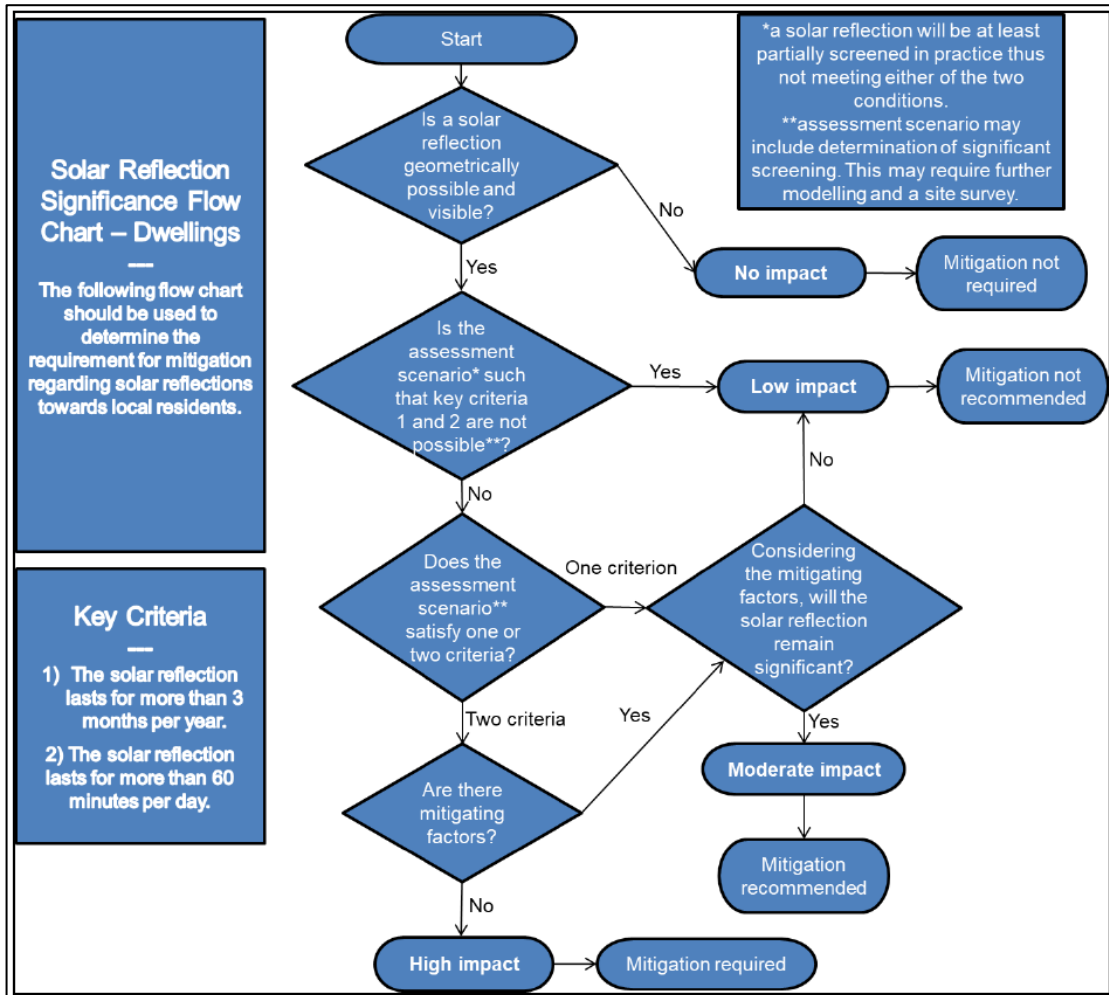 Solar Reflection
Significance Flow
Chart – Dwellings
---
The following flow chart
should be used to
determine the
requirement for mitigation
regarding solar reflections
towards local residents.
Key Criteria
---
1) The solar reflection
lasts for more than 3
months per year.
2) The solar reflection
lasts for more than 60
minutes per day.
*a solar reflection will be at least
partially screened in practice thus
not meeting either of the two
conditions.
**assessment scenario may
include determination of significant
screening. This may require further
modelling and a site survey.
Start
Is a solar
reflection
geometrically
possible and
visible?
No
No impact
Mitigation not
required
Yes
Is the
assessment
scenario* such
that key criteria
1 and 2 are not
possible**?
Yes
Low impact
Mitigation not
recommended
No
No
Does the
assessment
scenario**
satisfy one or
two criteria?
One criterion
Considering
the mitigating
factors, will the
solar reflection
remain
significant?
Two criteria
Yes
Yes
Moderate impact
Are there
mitigating
factors?
Mitigation
recommended
No
High impact
Mitigation required